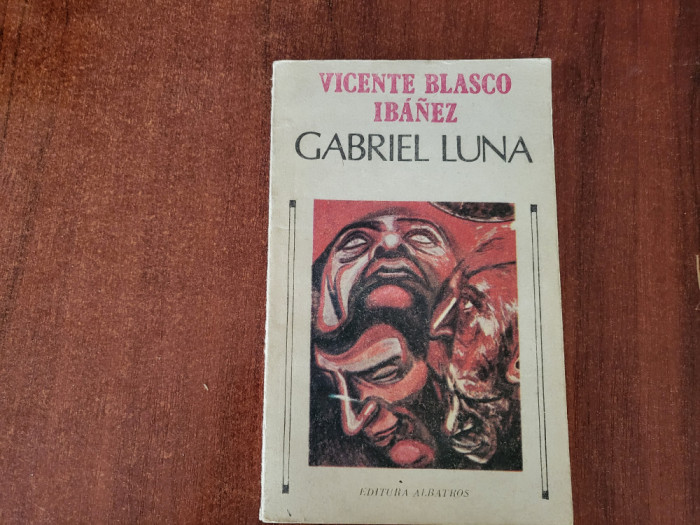 VICENTE BLASCO
IBÁÑEZ
GABRIEL LUNA
EDITURA ALBATROS